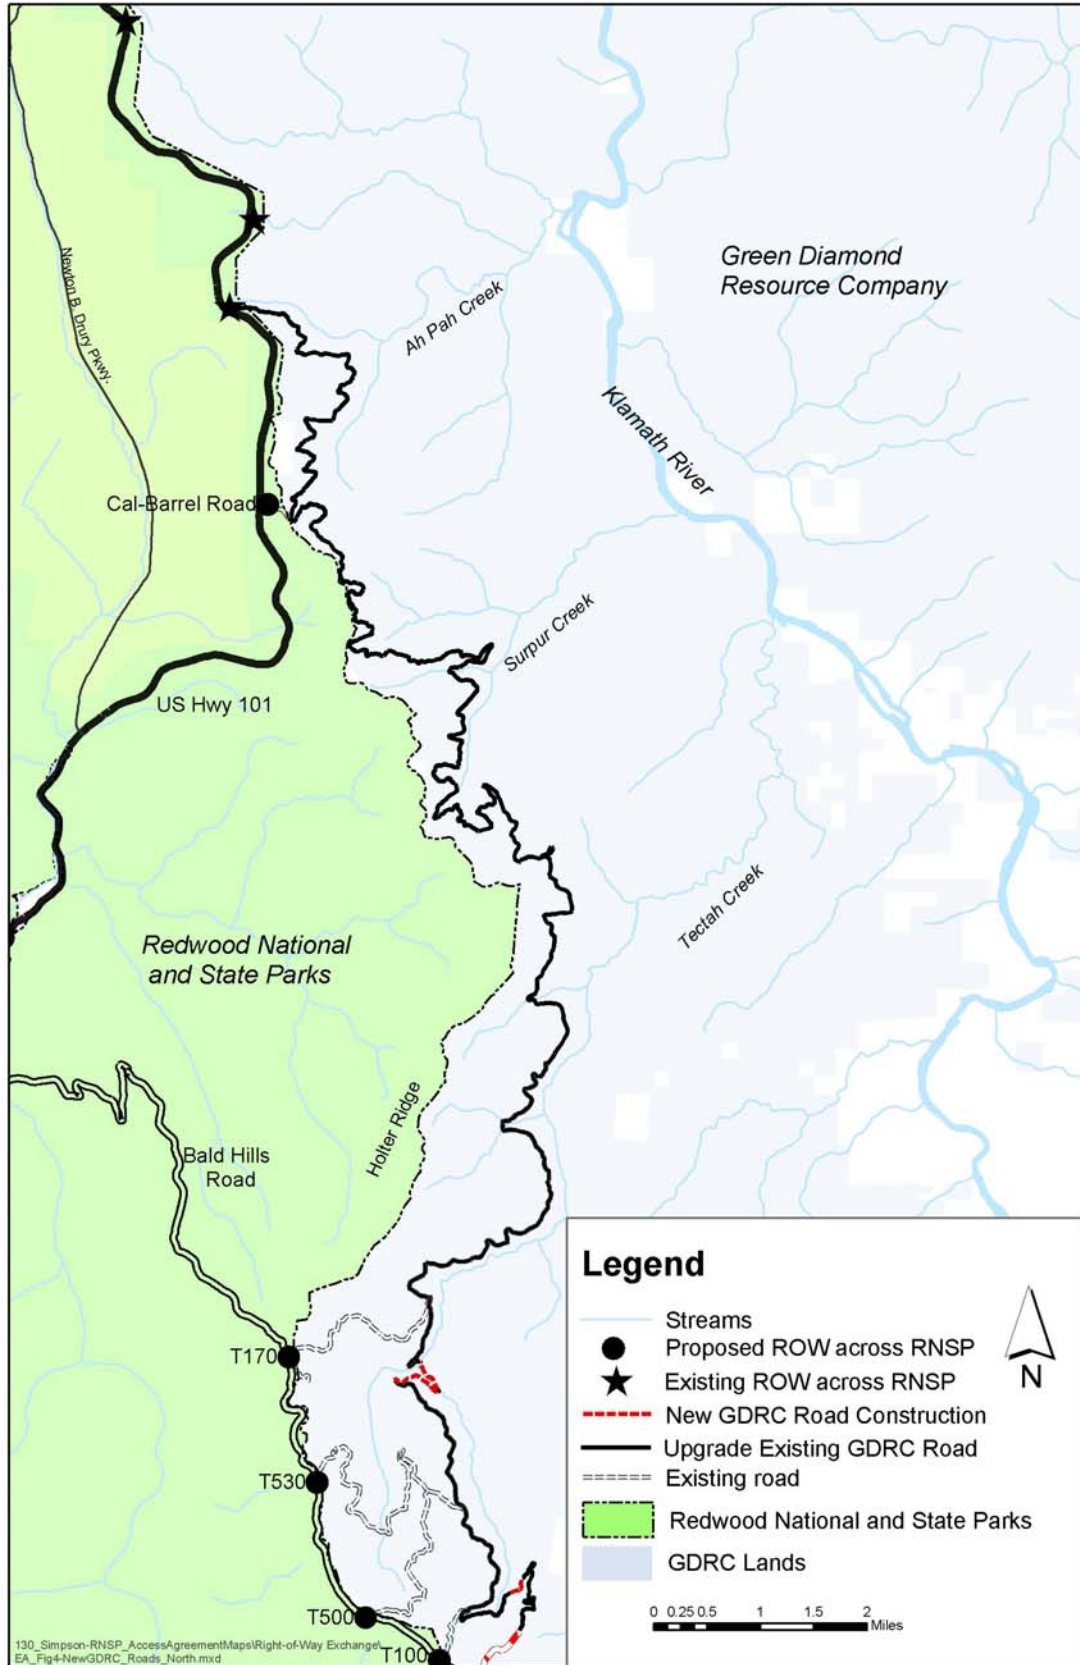 Green Diamond
Resource Company
Newton B. Drury Pkwy.
Ah Pah Creek
Klamath River
Cal-Barrel Road
Surpur Creek
US Hwy 101
Tectah Creek
Redwood National
and State Parks
Holter Ridge
Bald Hills
Road
T170
T530
T500
T100
Legend
Streams
Proposed ROW across RNSP
Existing ROW across RNSP
New GDRC Road Construction
Upgrade Existing GDRC Road
Existing road
Redwood National and State Parks
GDRC Lands
N
0 0.25 0.5 1 1.5 2
Miles
130_Simpson-RNSP_AccessAgreementMaps\Right-of-Way Exchange\
EA_Fig4-NewGDRC_Roads_North.mxd